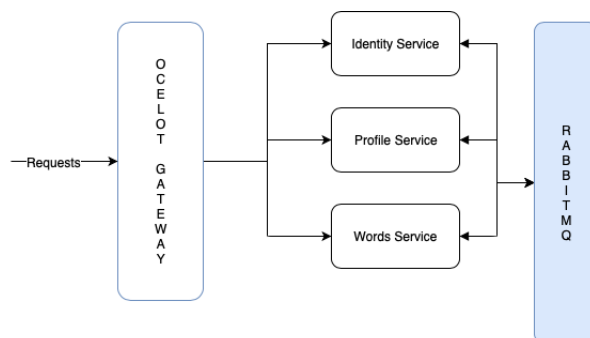 Requests
OCELOT GATEWAY
Identity Service
Profile Service
Words Service
RABBITMQ